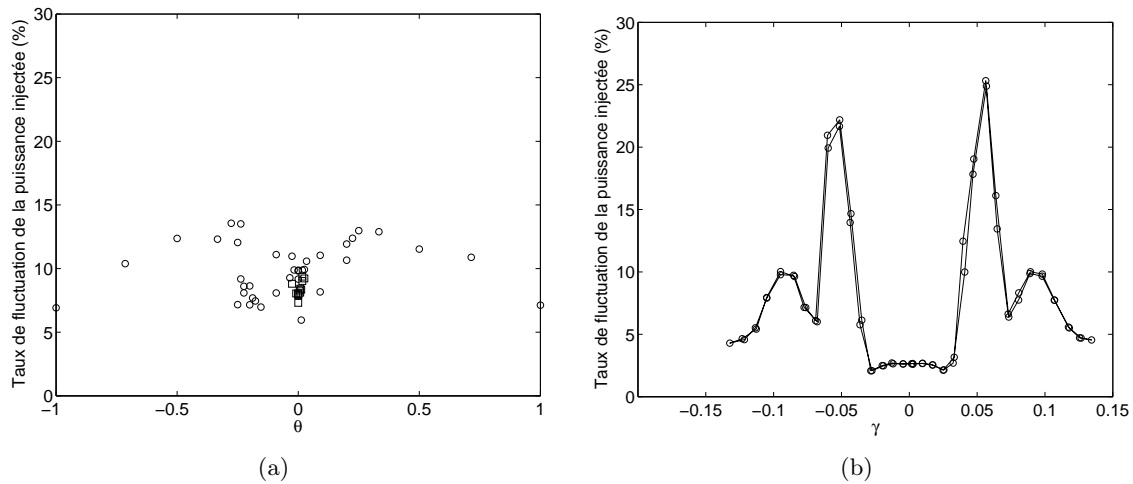 Taux de fluctuation de la puissance injectée (%)
30
25
20
15
10
5
0
−1 −0.5 0 0.5 1
θ
(a)
Taux de fluctuation de la puissance injectée (%)
30
25
20
15
10
5
0
−0.15 −0.1 −0.05 0 0.05 0.1 0.15
γ
(b)